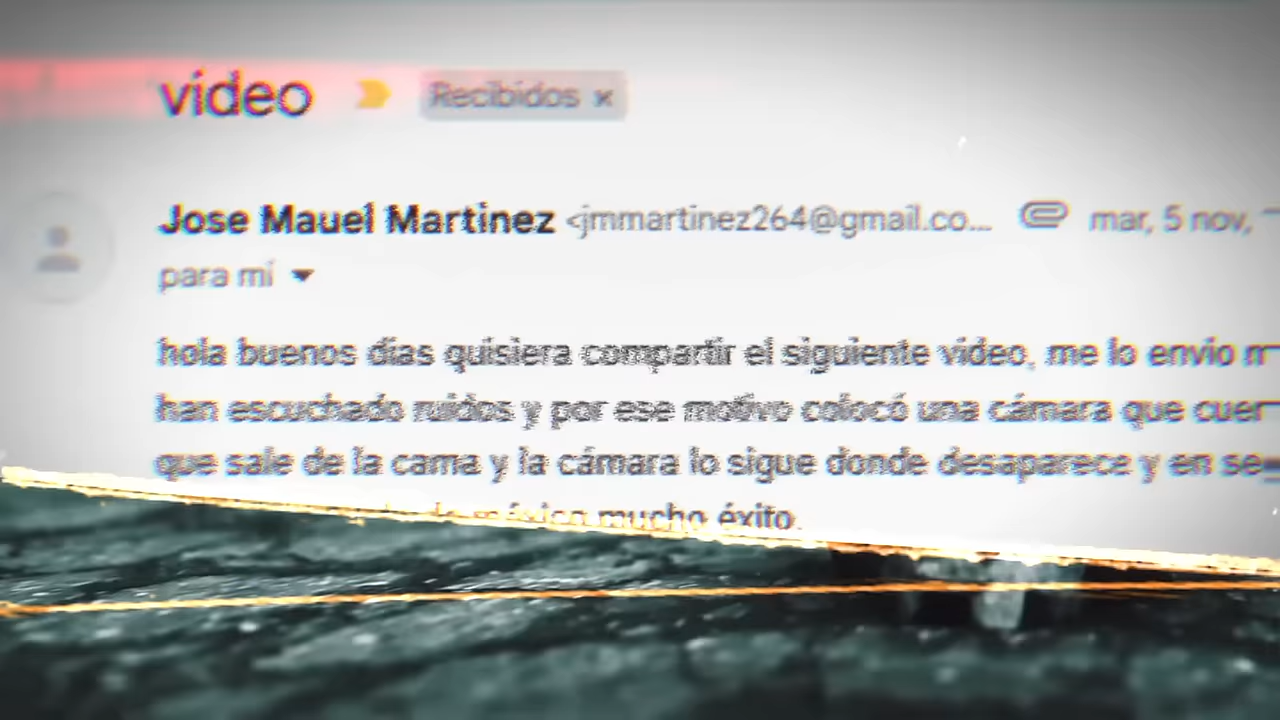 video Recibidos x
Jose Mauel Martinez <jmmartinez264@gmail.co... mar, 5 nov,
para mí
hola buenos días quisiera compartir el siguiente video, me lo envio
han escuchado ruidos y por ese motivo colocó una cámara que
que sale de la cama y la cámara lo sigue donde desaparece y en
de méxico mucho éxito.